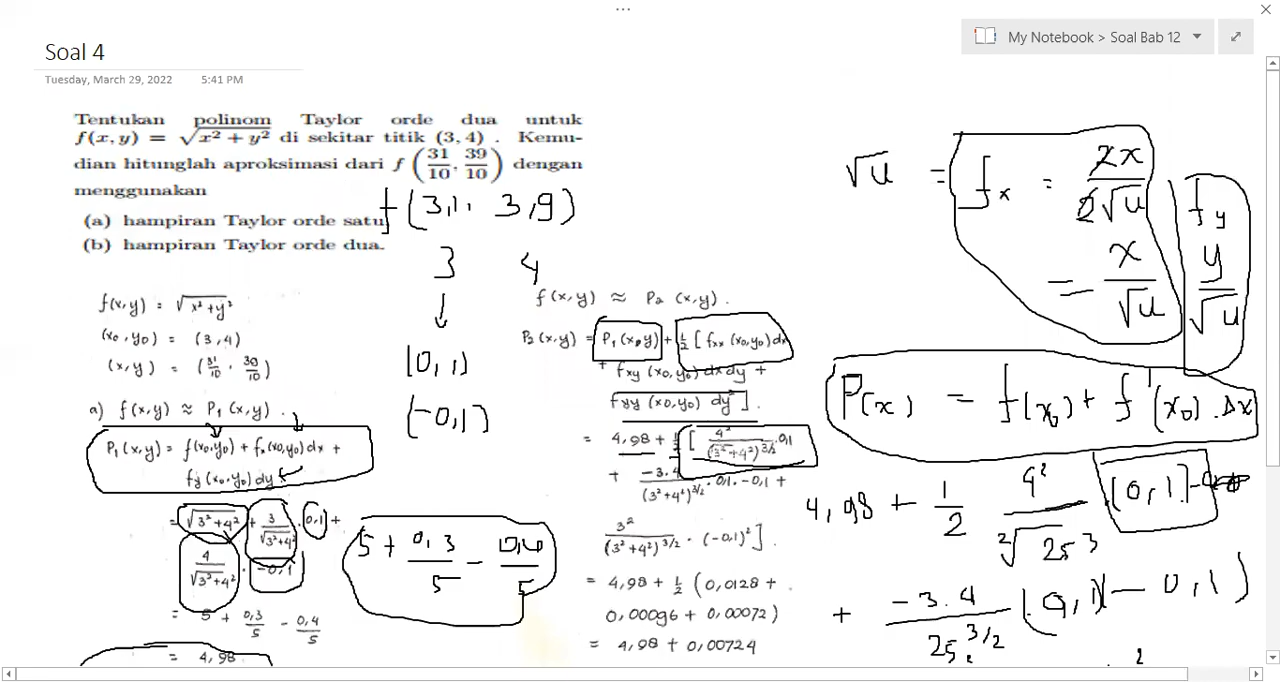 My Notebook > Soal Bab 12
Soal 4
Tuesday, March 29, 2022 5:41 PM
Tentukan polinom Taylor orde dua untuk
f(x, y) = √(x² + y²) di sekitar titik (3, 4) . Kemu-
dian hitunglah aproksimasi dari f (31/10, 39/10) dengan
menggunakan
(a) hampiran Taylor orde satu
(b) hampiran Taylor orde dua.
f(3,1. 3,9)
3 4
↓
(0,1)
(-0,1)
f(x,y) = √(x²+y²)
(x₀,y₀) = (3,4)
(x,y) = (31/10 . 39/10)
a) f(x,y) ≈ P₁ (x,y) .
P₁ (x,y) = f(x₀,y₀) + fₓ(x₀,y₀) dx +
fy (x₀,y₀) dy
= √(3²+4²) + 3/√(3²+4²) . 0,1 +
4/√(3²+4²) . -0,1
= 5 + 0,3/5 - 0,4/5
= 4,98
5 + 0,3/5 - 0,4/5
f(x,y) ≈ P₂ (x,y) .
P₂ (x,y) = P₁ (x,y) + ½ [ fxx (x₀,y₀) dx
+ fxy (x₀,y₀) dx dy +
fyy (x₀,y₀) dy² ] .
= 4,98 + ½ [ 4²/(3²+4²)^3/2 . 0,1
+ -3.4/(3²+4²)^3/2 . 0,1 . -0,1 +
3²/(3²+4²)^3/2 . (-0,1)² ] .
= 4,98 + ½ (0,0128 +
0,00096 + 0,00072)
= 4,98 + 0,00724
√u = fx = 2x/2√u
= x/√u
fy
y/√u
P(x) = f(x₀) + f'(x₀) . Δx
4,98 + 1/2 4²/²√25³ (0,1)
+ -3.4/25^3/2 (0,1)(-0,1)
2